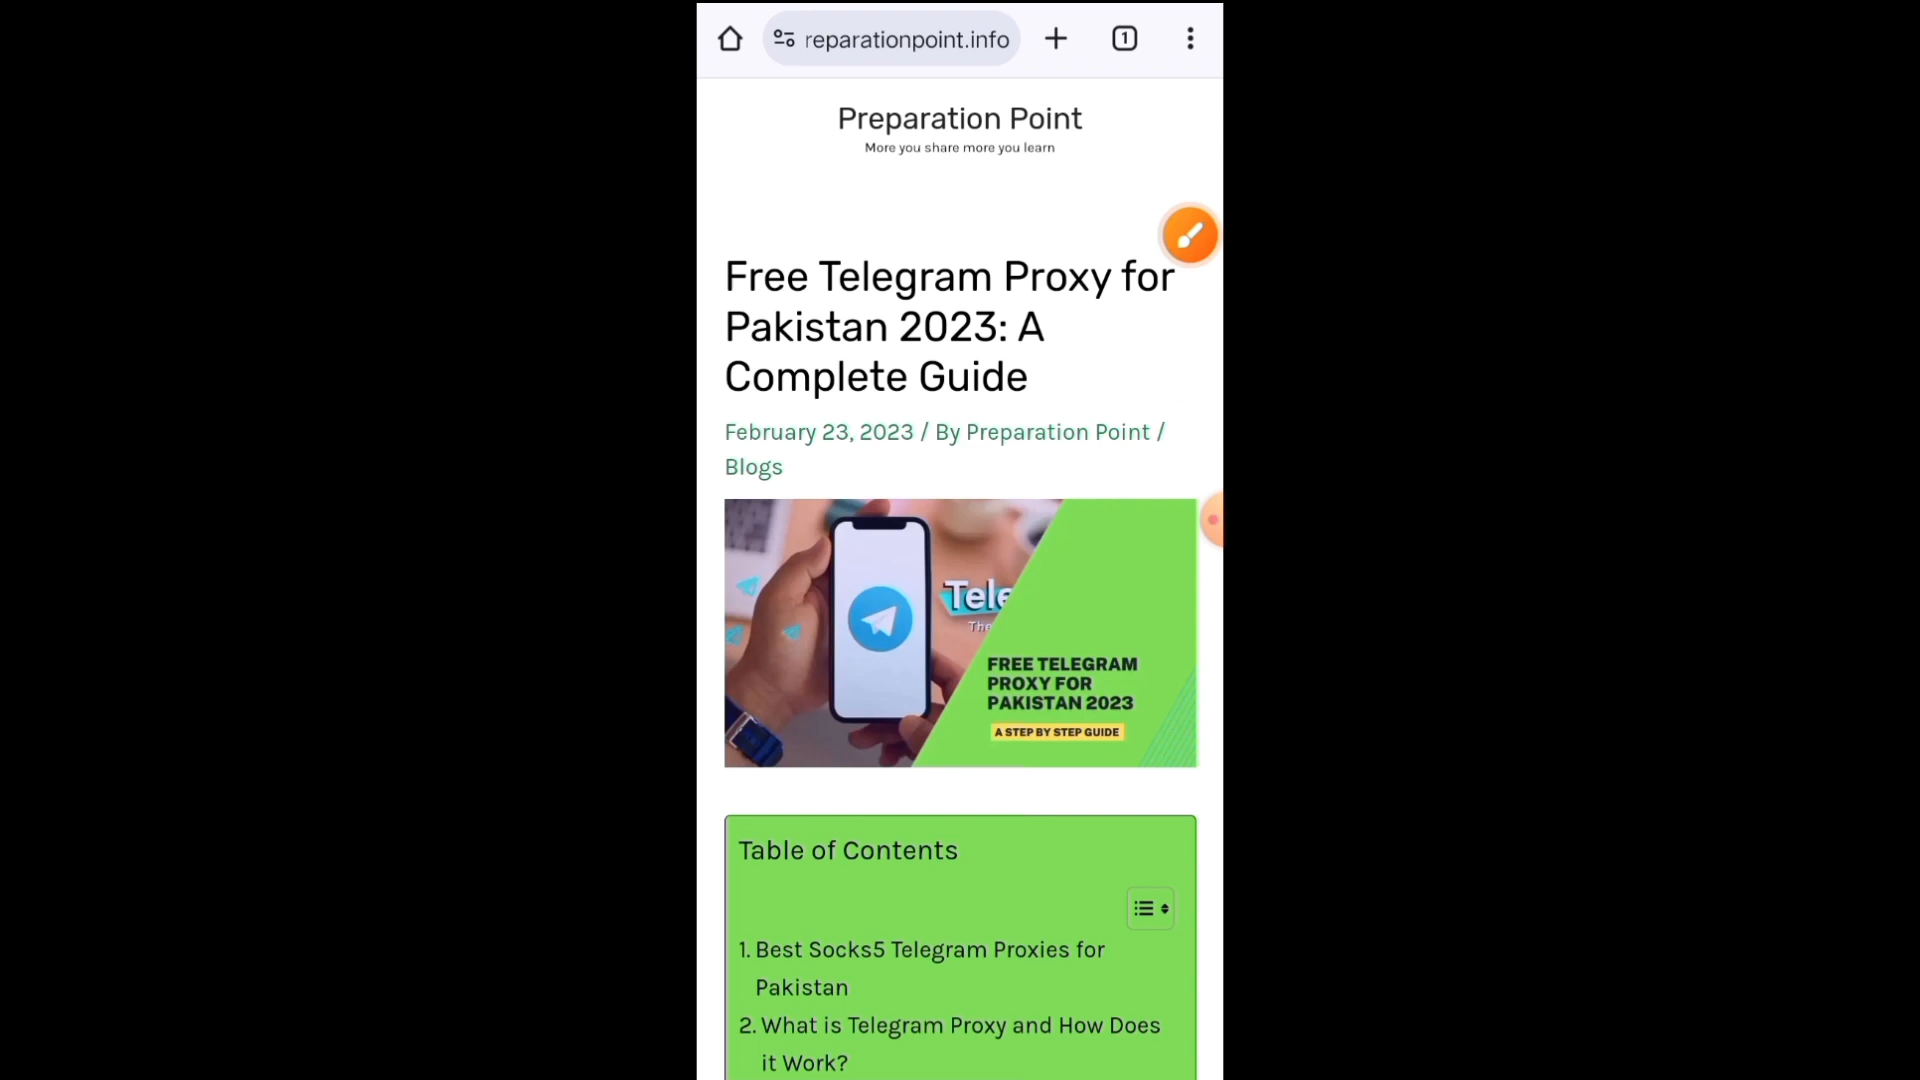 reparationpoint.info
1
Preparation Point
More you share more you learn
Free Telegram Proxy for
Pakistan 2023: A
Complete Guide
February 23, 2023 / By Preparation Point /
Blogs
Tele
The
FREE TELEGRAM
PROXY FOR
PAKISTAN 2023
A STEP BY STEP GUIDE
Table of Contents
1. Best Socks5 Telegram Proxies for
Pakistan
2. What is Telegram Proxy and How Does
it Work?